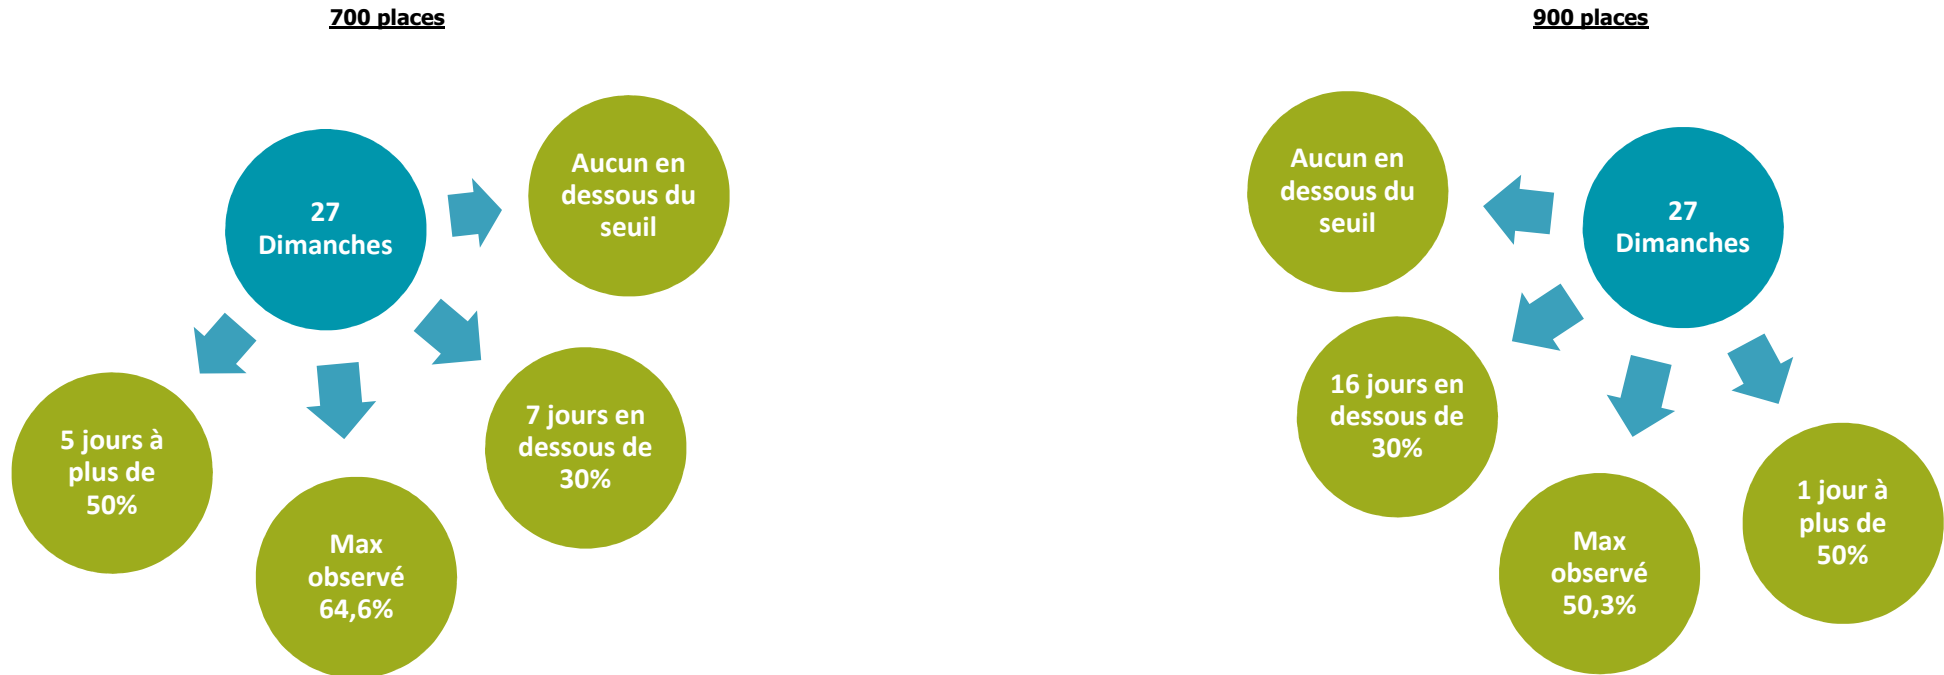 700 places
27
Dimanches
Aucun en
dessous du
seuil
7 jours en
dessous de
30%
Max
observé
64,6%
5 jours à
plus de
50%
900 places
27
Dimanches
Aucun en
dessous du
seuil
16 jours en
dessous de
30%
Max
observé
50,3%
1 jour à
plus de
50%